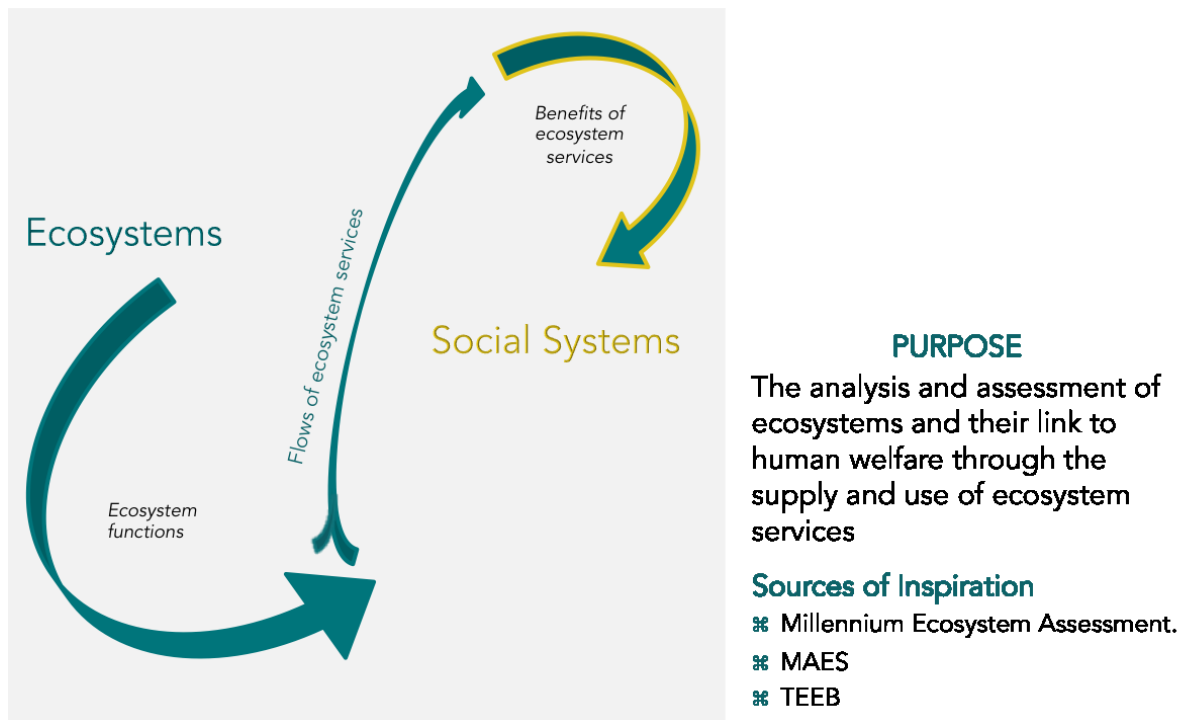 Benefits of
ecosystem
services
Ecosystems
Flows of ecosystem services
Social Systems
Ecosystem
functions
PURPOSE
The analysis and assessment of
ecosystems and their link to
human welfare through the
supply and use of ecosystem
services
Sources of Inspiration
⌘ Millennium Ecosystem Assessment.
⌘ MAES
⌘ TEEB